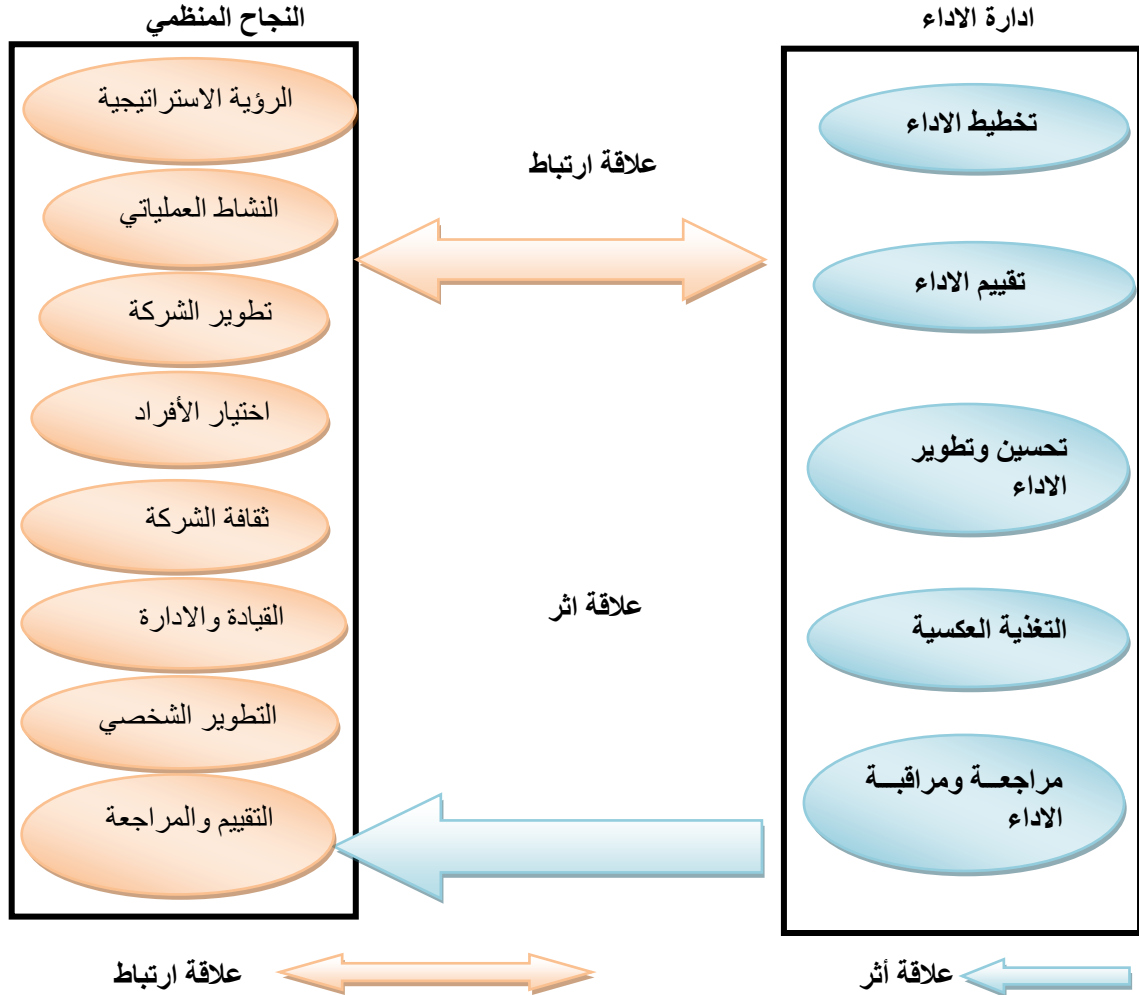 ادارة الاداء
تخطيط الاداء
تقييم الاداء
تحسين وتطوير
الاداء
التغذية العكسية
مراجعــة ومراقبــة
الاداء
علاقة ارتباط
علاقة اثر
النجاح المنظمي
الرؤية الاستراتيجية
النشاط العملياتي
تطوير الشركة
اختيار الأفراد
ثقافة الشركة
القيادة والادارة
التطوير الشخصي
التقييم والمراجعة
علاقة أثر
علاقة ارتباط